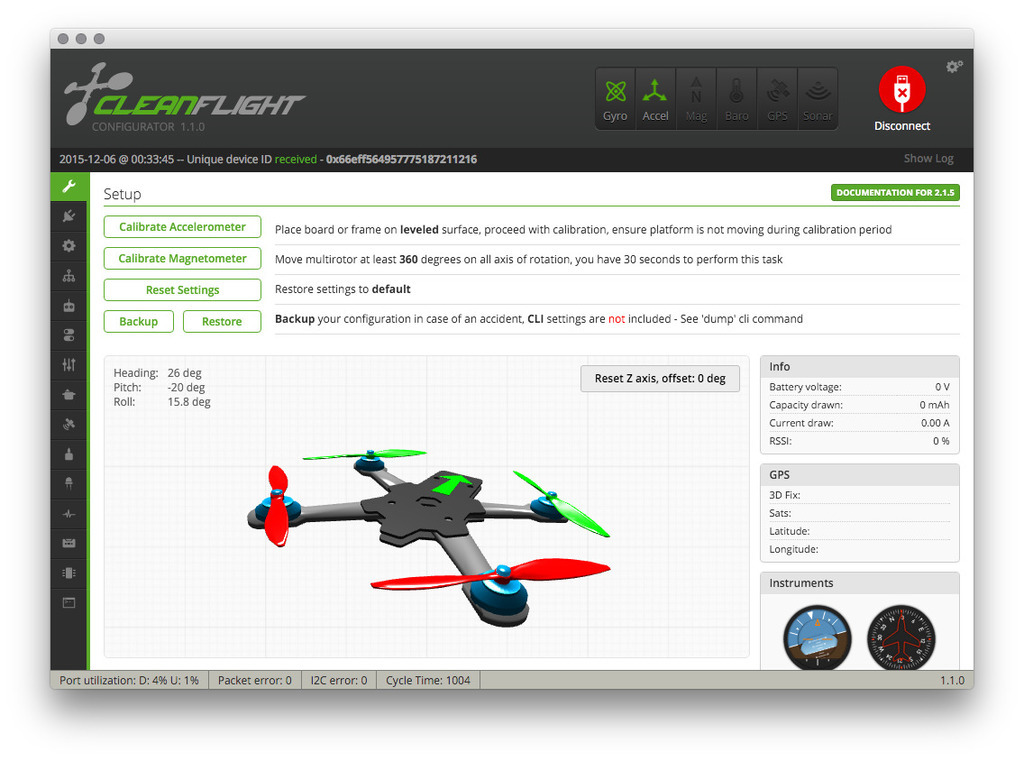 CLEANFLIGHT
CONFIGURATOR 1.1.0
Gyro Accel Mag Baro GPS Sonar
Disconnect
2015-12-06 @ 00:33:45 -- Unique device ID received - 0x66eff564957775187211216
Show Log
Setup
DOCUMENTATION FOR 2.1.5
Calibrate Accelerometer
Place board or frame on leveled surface, proceed with calibration, ensure platform is not moving during calibration period
Calibrate Magnetometer
Move multirotor at least 360 degrees on all axis of rotation, you have 30 seconds to perform this task
Reset Settings
Restore settings to default
Backup Restore
Backup your configuration in case of an accident, CLI settings are not included - See 'dump' cli command
Heading: 26 deg
Pitch: -20 deg
Roll: 15.8 deg
Reset Z axis, offset: 0 deg
Info
Battery voltage: 0 V
Capacity drawn: 0 mAh
Current draw: 0.00 A
RSSI: 0 %
GPS
3D Fix:
Sats:
Latitude:
Longitude:
Instruments
Port utilization: D: 4% U: 1% Packet error: 0 I2C error: 0 Cycle Time: 1004 1.1.0